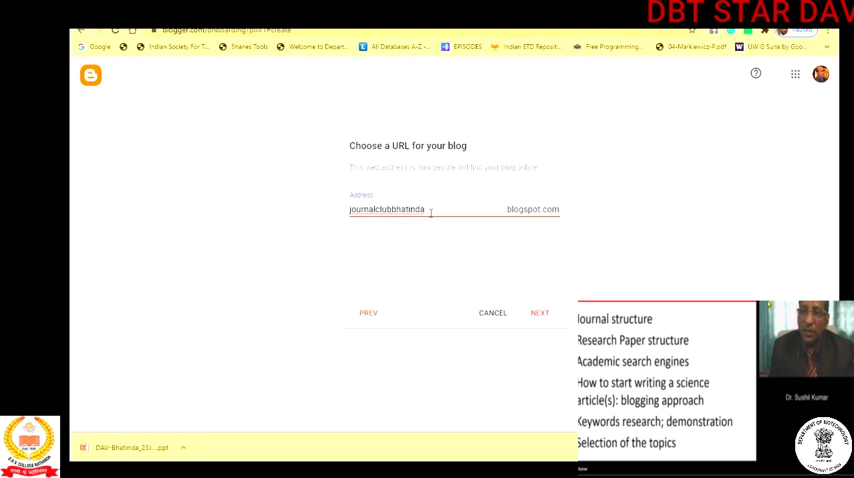 DBT STAR DAV
Paused
Google
Indian Society For T...
Shanes Tools
Welcome to Depart...
All Databases A-Z -...
EPISODES
Indian ETD Reposit...
Free Programming...
04-Markiewicz-P.pdf
UW G Suite by Goo...
»
Choose a URL for your blog
This web address is how people will find your blog online
Address
journalclubbhatinda .blogspot.com
PREV CANCEL NEXT
Journal structure
Research Paper structure
Academic search engines
How to start writing a science
article(s): blogging approach
Keywords research; demonstration
Selection of the topics
Dr. Sushil Kumar
DAV-Bhatinda_23J....ppt